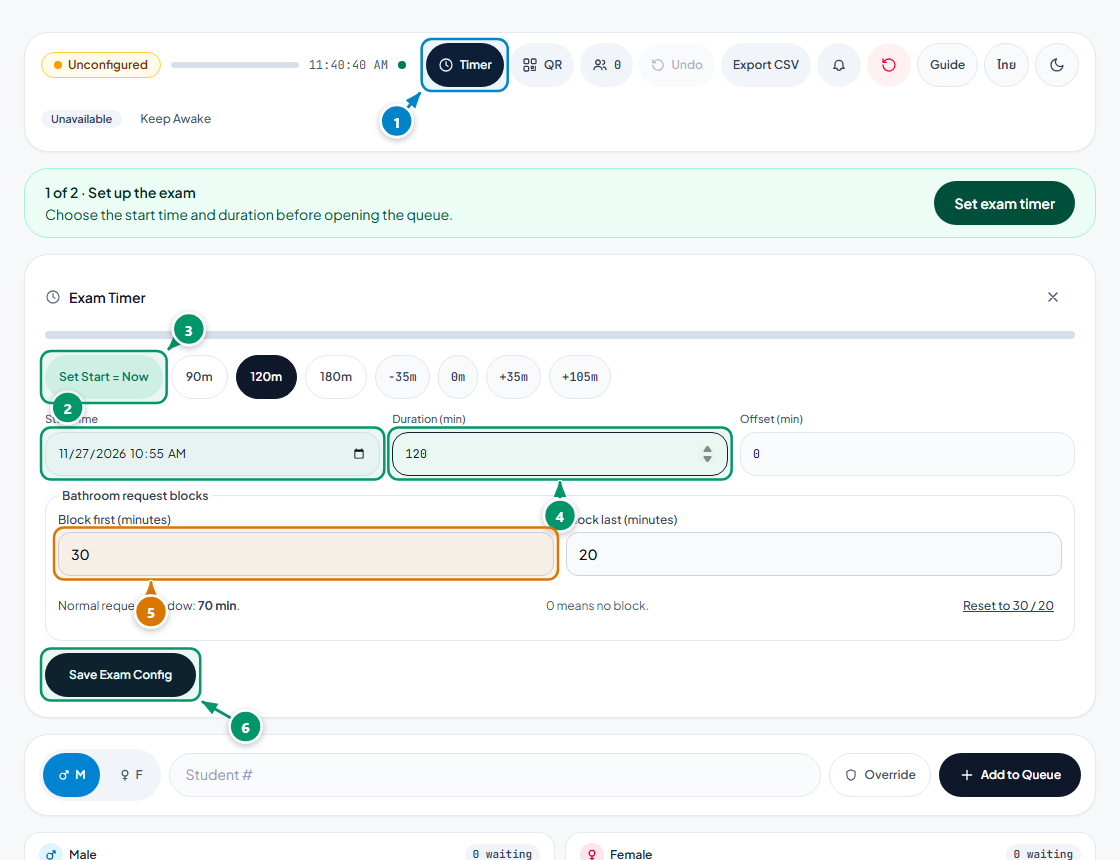 Unconfigured
11:40:40 AM
Timer
QR
0
Undo
Export CSV
Guide
ไทย
1
Unavailable
Keep Awake
1 of 2 · Set up the exam
Choose the start time and duration before opening the queue.
Set exam timer
Exam Timer
3
Set Start = Now
90m
120m
180m
-35m
0m
+35m
+105m
2
Duration (min)
Offset (min)
11/27/2026 10:55 AM
120
0
Bathroom request blocks
Block first (minutes)
4
last (minutes)
30
20
Normal
5
70 min.
0 means no block.
Reset to 30 / 20
Save Exam Config
6
M
F
Student #
Override
Add to Queue
Male
0 waiting
Female
0 waiting